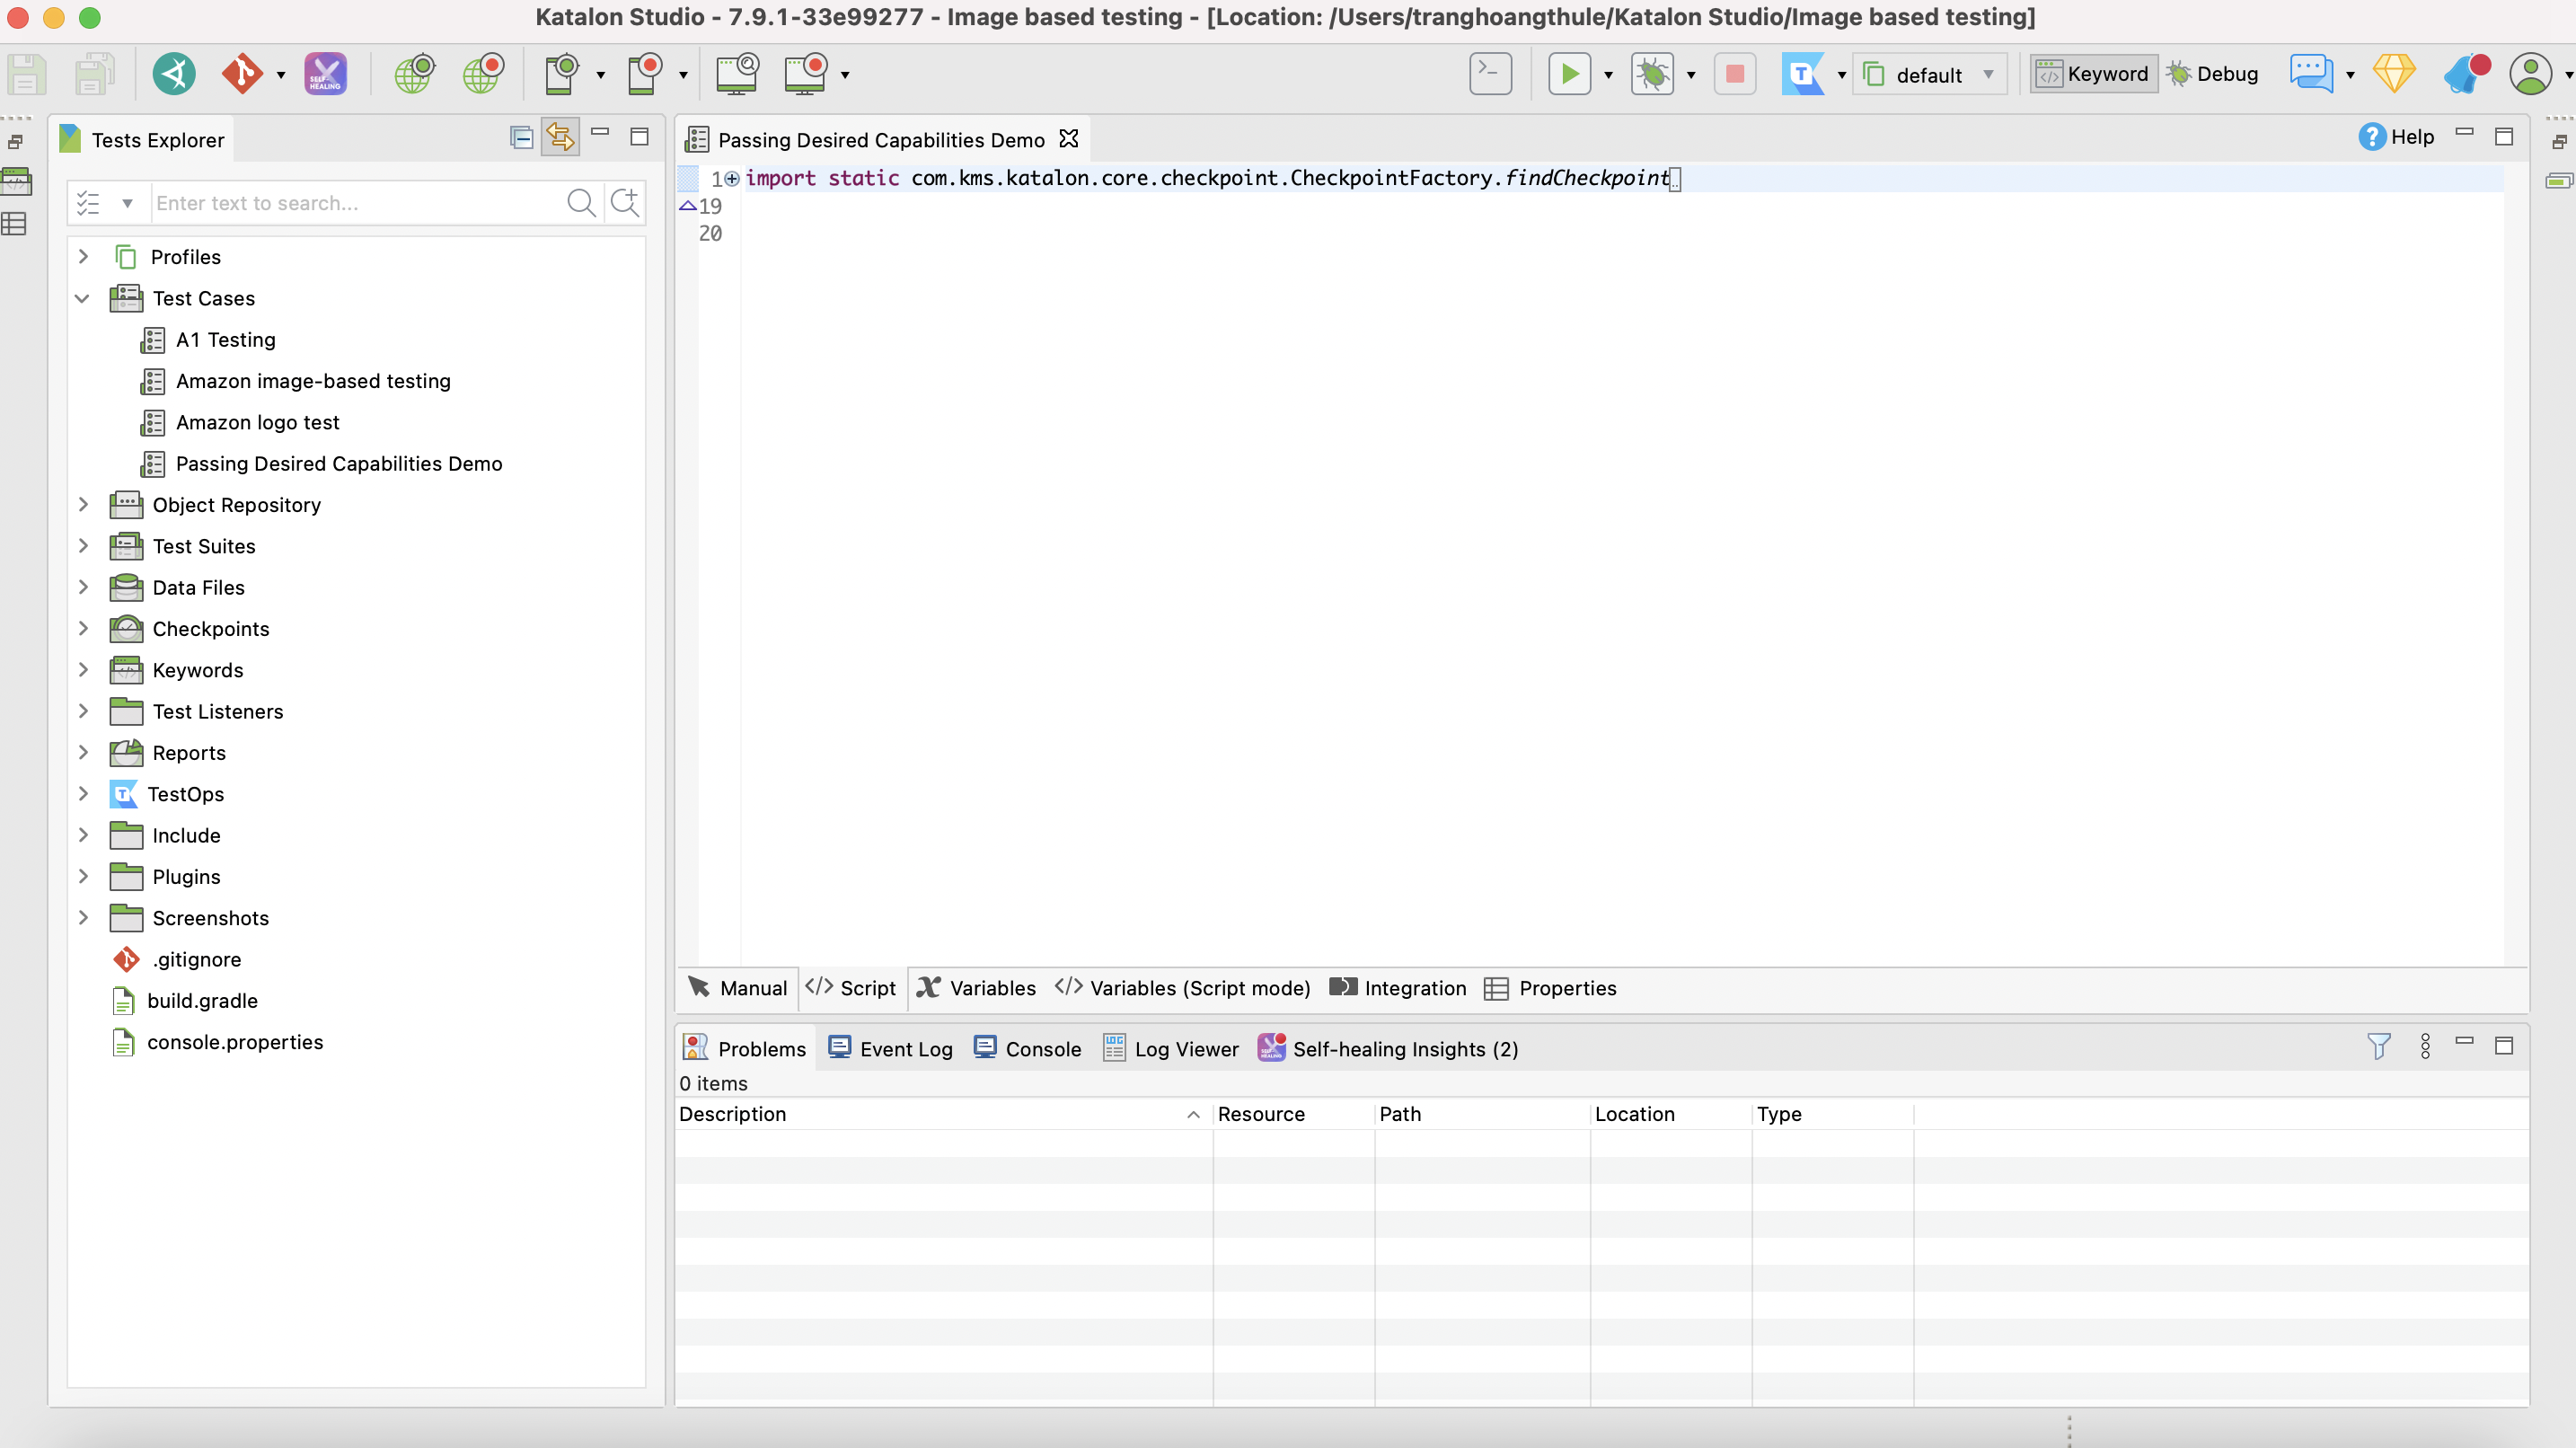 Katalon Studio - 7.9.1-33e99277 - Image based testing - [Location: /Users/tranghoangthule/Katalon Studio/Image based testing]
SELF-HEALING
T
default
Keyword
Debug
Tests Explorer
Enter text to search...
Profiles
Test Cases
A1 Testing
Amazon image-based testing
Amazon logo test
Passing Desired Capabilities Demo
Object Repository
Test Suites
Data Files
Checkpoints
Keywords
Test Listeners
Reports
TestOps
Include
Plugins
Screenshots
.gitignore
build.gradle
console.properties
Passing Desired Capabilities Demo
Help
1 import static com.kms.katalon.core.checkpoint.CheckpointFactory.findCheckpoint..
19
20
Manual </> Script Variables </> Variables (Script mode) Integration Properties
Problems Event Log Console Log Viewer Self-healing Insights (2)
0 items
Description Resource Path Location Type